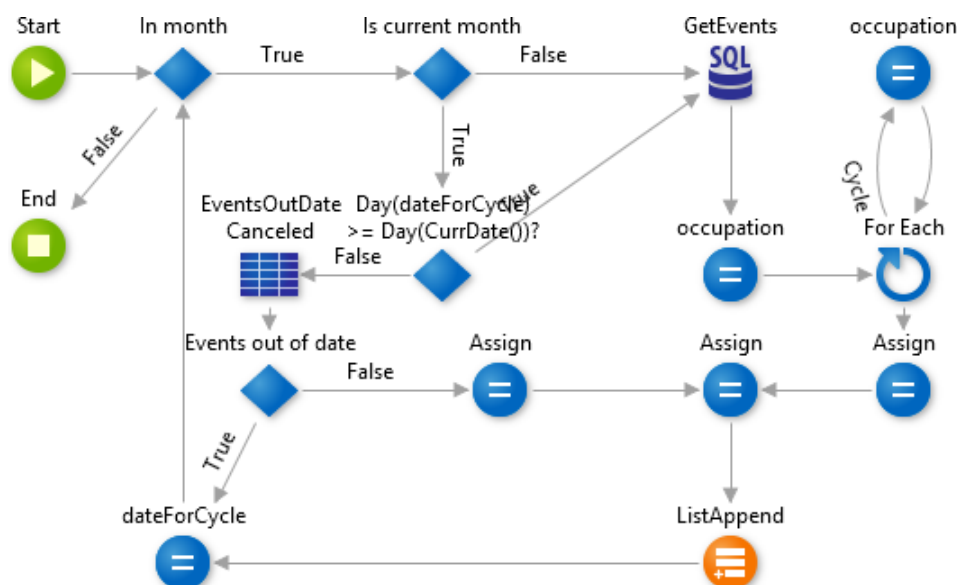 Start
In month
Is current month
GetEvents
occupation
True
False
SQL
False
True
Cycle
End
EventsOutDate
Canceled
Day(dateForCycle)
>= Day(CurrDate())?
True
occupation
For Each
False
Events out of date
Assign
Assign
Assign
False
True
dateForCycle
ListAppend